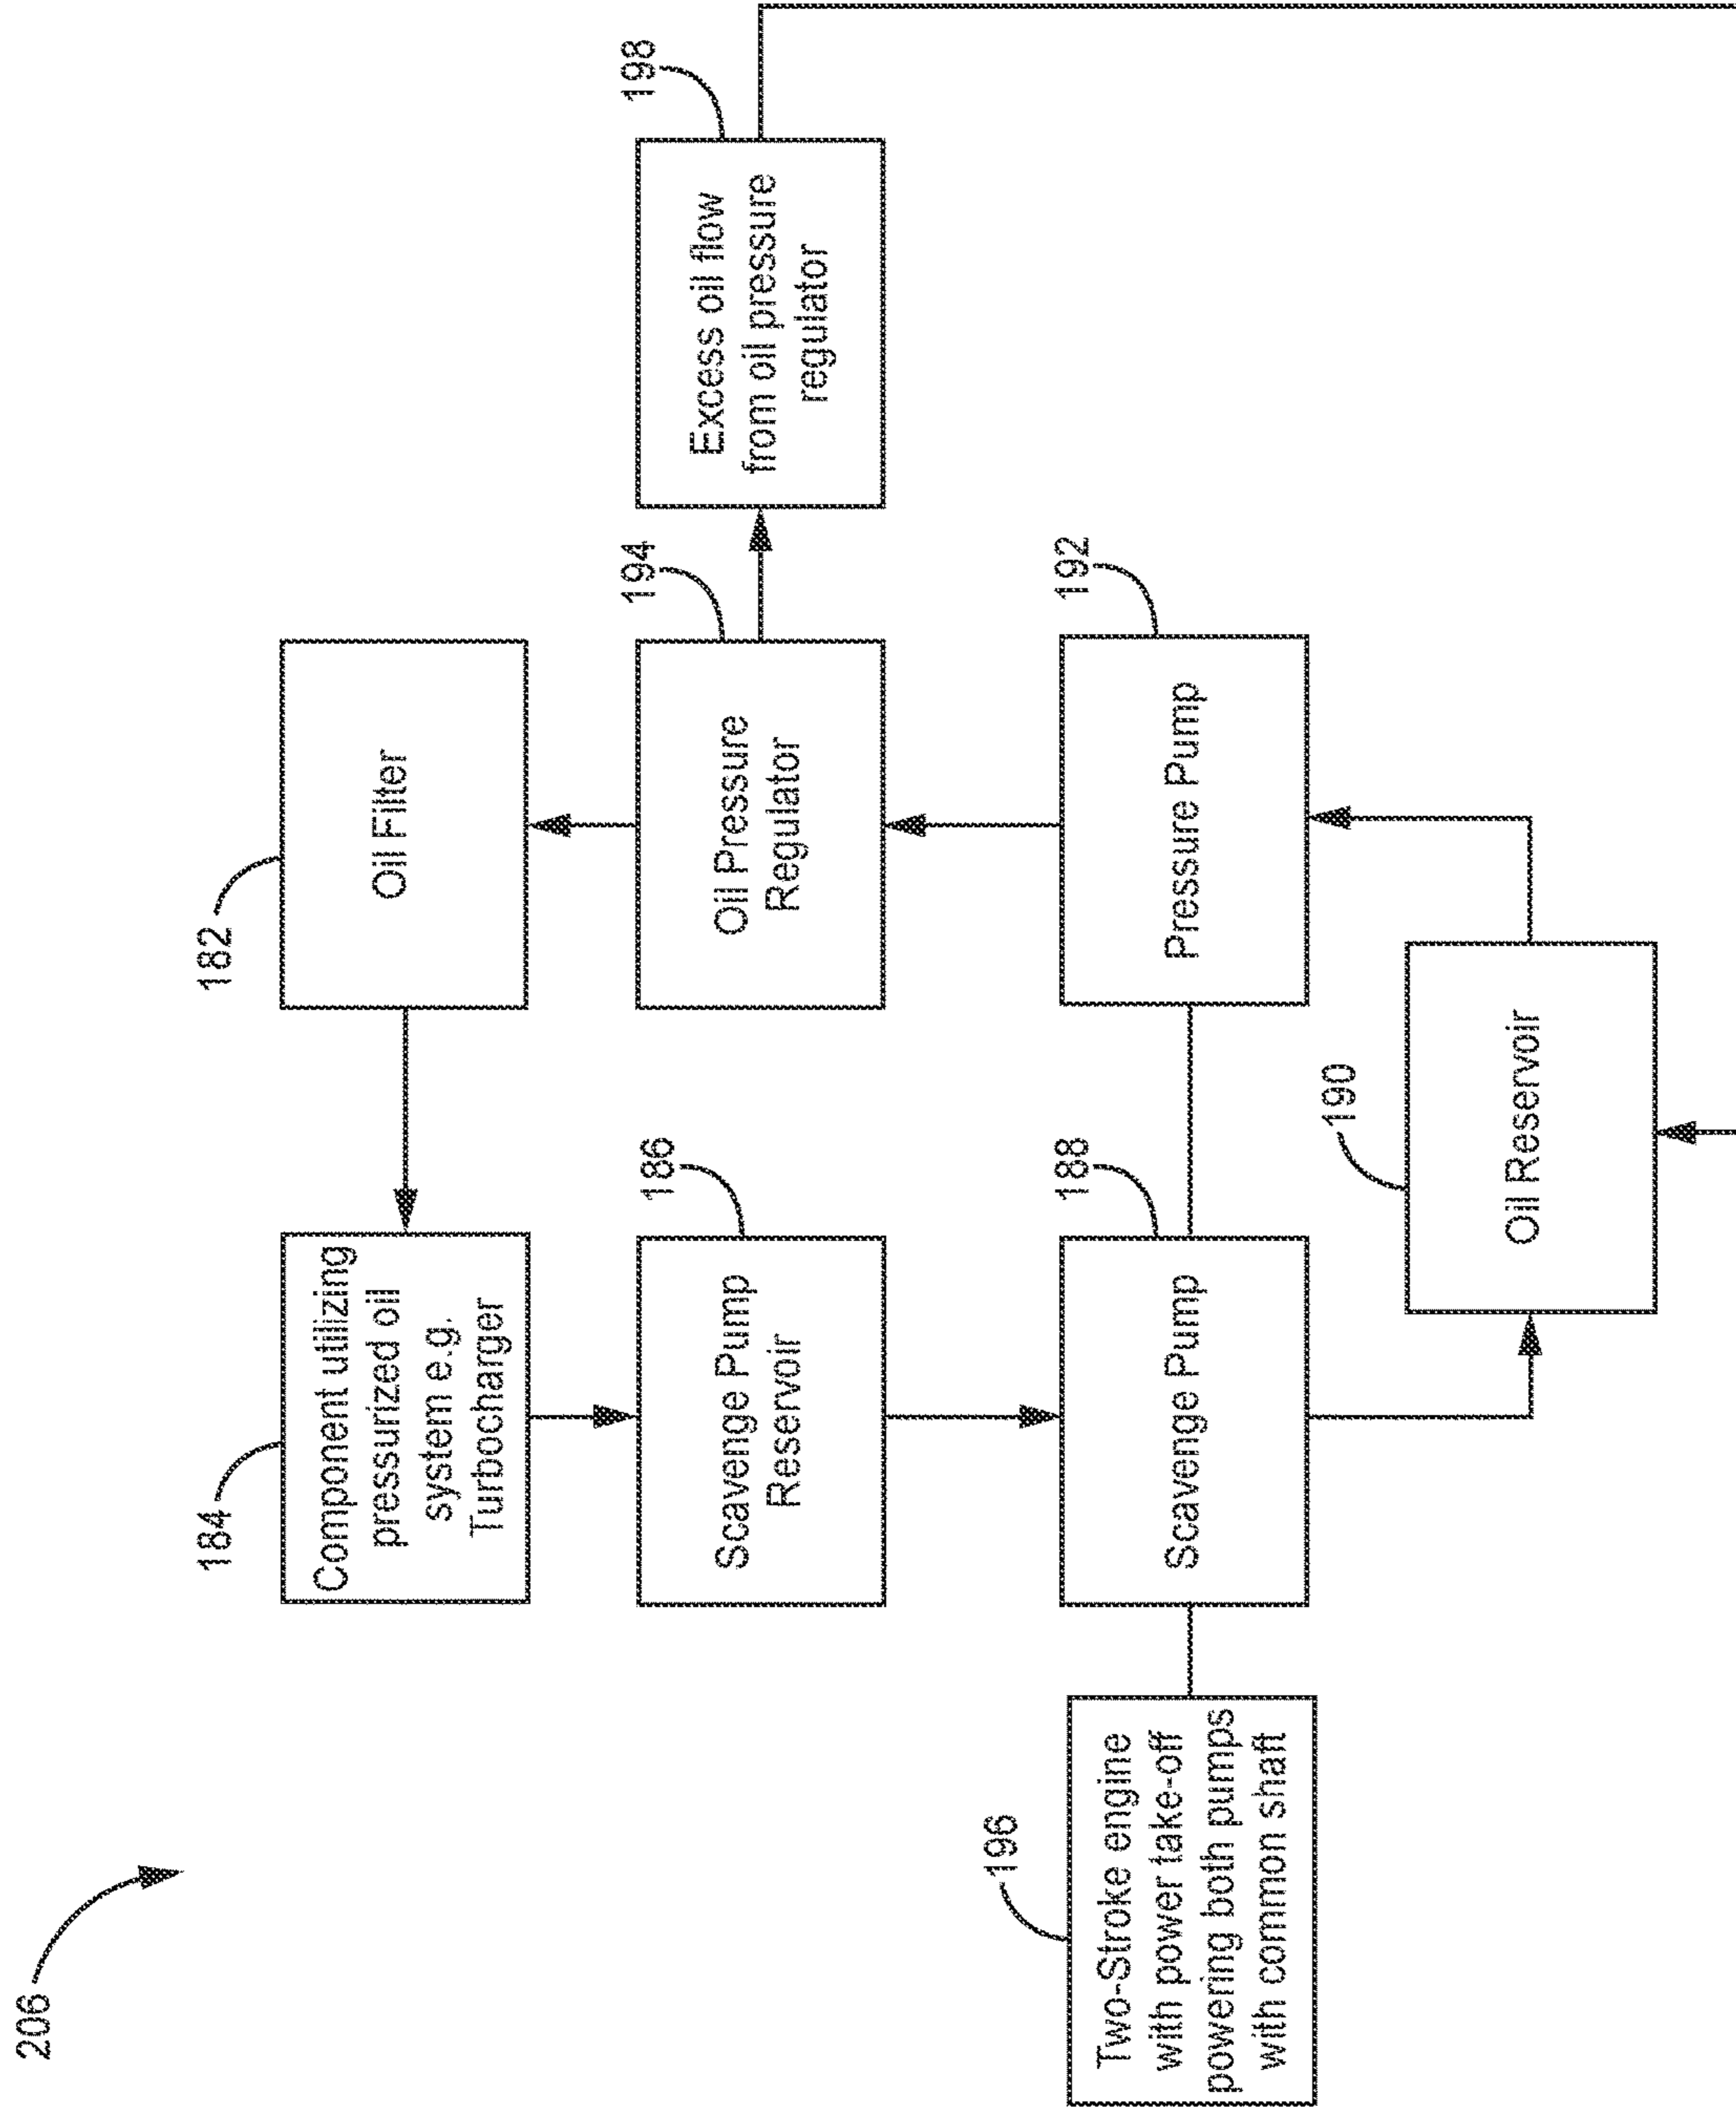 206
184
Component utilizing
pressurized oil
system e.g.
Turbocharger
182
Oil Filter
186
Scavenge Pump
Reservoir
194
Oil Pressure
Regulator
198
Excess oil flow
from oil pressure
regulator
196
Two-Stroke engine
with power take-off
powering both pumps
with common shaft
188
Scavenge Pump
192
Pressure Pump
190
Oil Reservoir